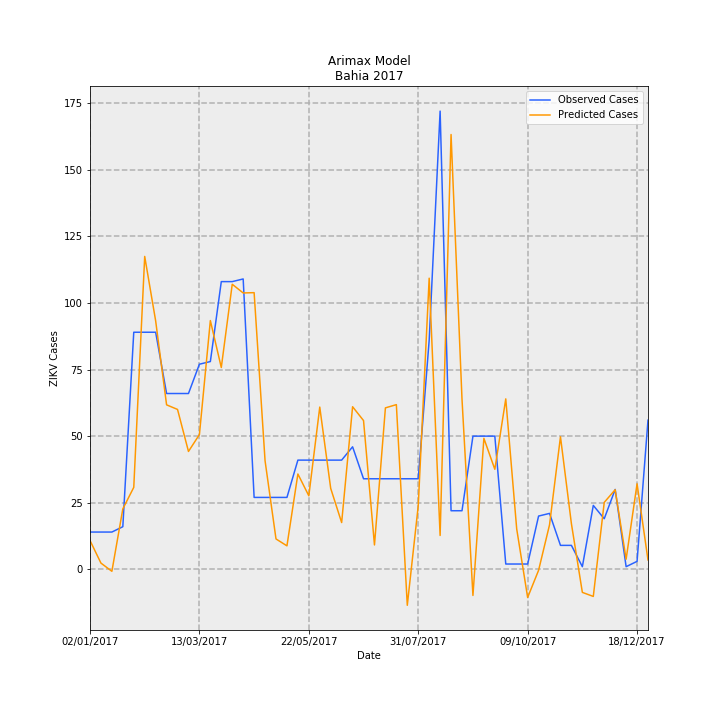 Arimax Model
Bahia 2017
Observed Cases
Predicted Cases
175
150
125
100
75
50
25
0
ZIKV Cases
02/01/2017 13/03/2017 22/05/2017 31/07/2017 09/10/2017 18/12/2017
Date